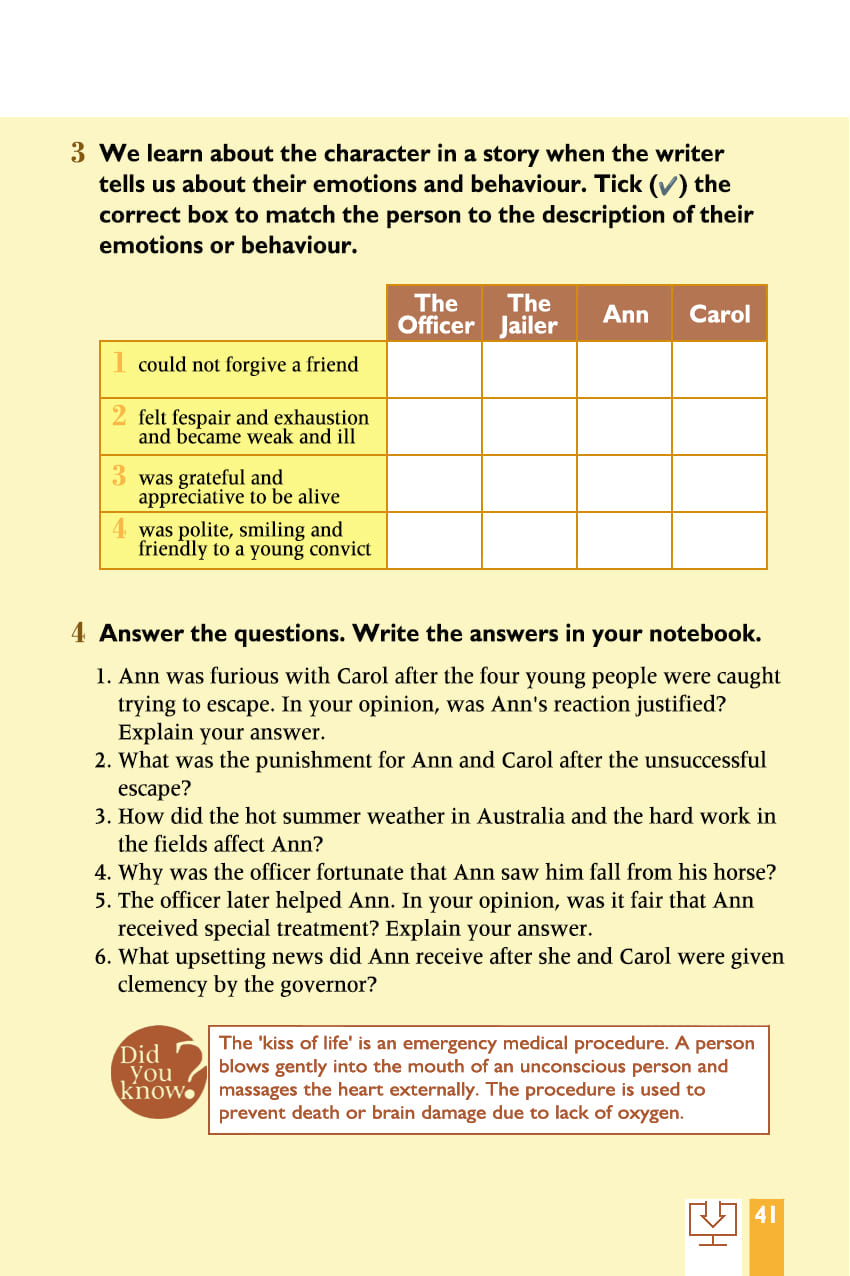 3 We learn about the character in a story when the writer
tells us about their emotions and behaviour. Tick (✔) the
correct box to match the person to the description of their
emotions or behaviour.
The Officer The Jailer Ann Carol
1 could not forgive a friend
2 felt fespair and exhaustion
and became weak and ill
3 was grateful and
appreciative to be alive
4 was polite, smiling and
friendly to a young convict
4 Answer the questions. Write the answers in your notebook.
1. Ann was furious with Carol after the four young people were caught
trying to escape. In your opinion, was Ann's reaction justified?
Explain your answer.
2. What was the punishment for Ann and Carol after the unsuccessful
escape?
3. How did the hot summer weather in Australia and the hard work in
the fields affect Ann?
4. Why was the officer fortunate that Ann saw him fall from his horse?
5. The officer later helped Ann. In your opinion, was it fair that Ann
received special treatment? Explain your answer.
6. What upsetting news did Ann receive after she and Carol were given
clemency by the governor?
Did
you
know?
The 'kiss of life' is an emergency medical procedure. A person
blows gently into the mouth of an unconscious person and
massages the heart externally. The procedure is used to
prevent death or brain damage due to lack of oxygen.
41